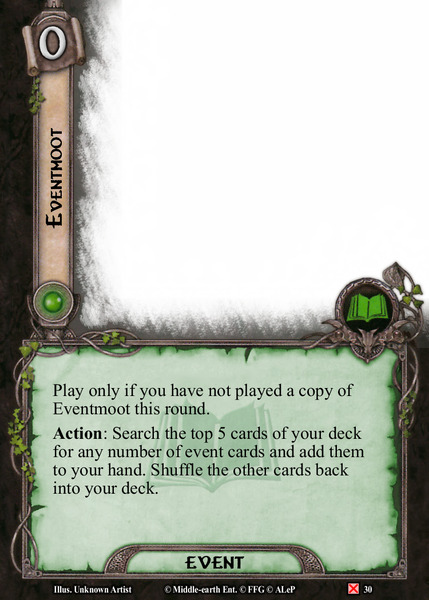 0
Eventmoot
Play only if you have not played a copy of
Eventmoot this round.
Action: Search the top 5 cards of your deck
for any number of event cards and add them
to your hand. Shuffle the other cards back
into your deck.
EVENT
Illus. Unknown Artist © Middle-earth Ent. © FFG © ALeP 30